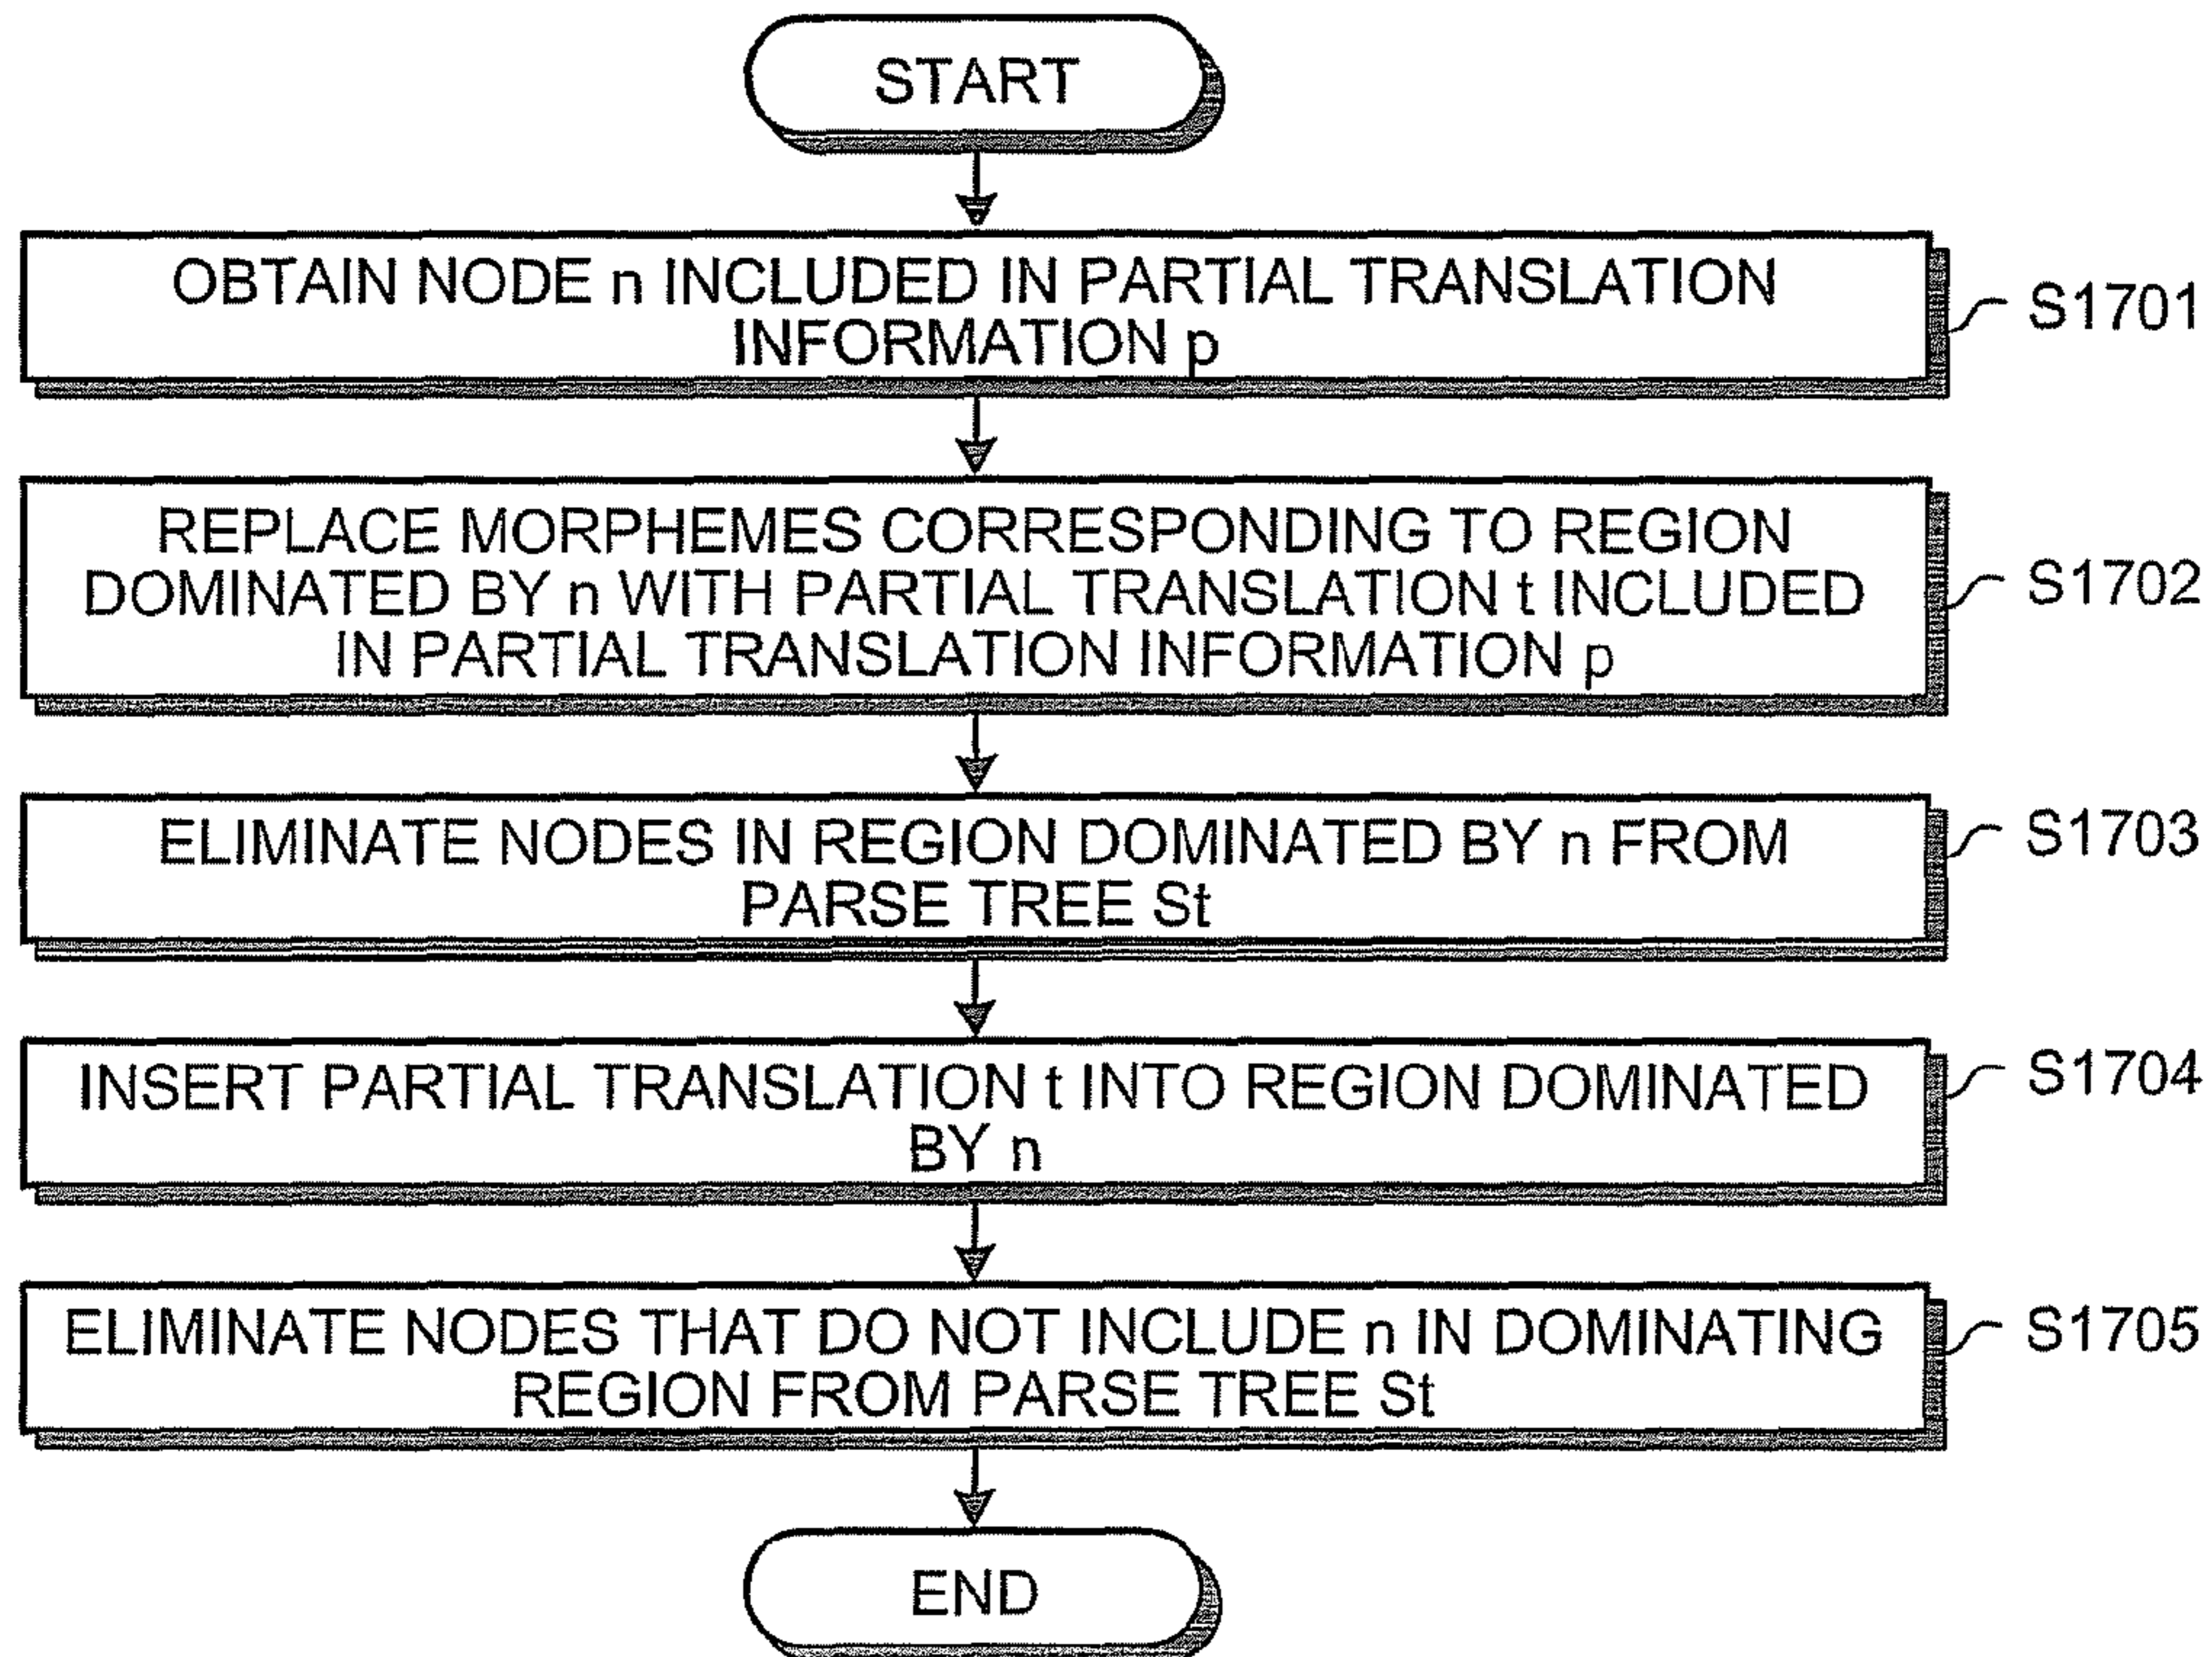 START
OBTAIN NODE n INCLUDED IN PARTIAL TRANSLATION
INFORMATION p
S1701
REPLACE MORPHEMES CORRESPONDING TO REGION
DOMINATED BY n WITH PARTIAL TRANSLATION t INCLUDED
IN PARTIAL TRANSLATION INFORMATION p
S1702
ELIMINATE NODES IN REGION DOMINATED BY n FROM
PARSE TREE St
S1703
INSERT PARTIAL TRANSLATION t INTO REGION DOMINATED
BY n
S1704
ELIMINATE NODES THAT DO NOT INCLUDE n IN DOMINATING
REGION FROM PARSE TREE St
S1705
END